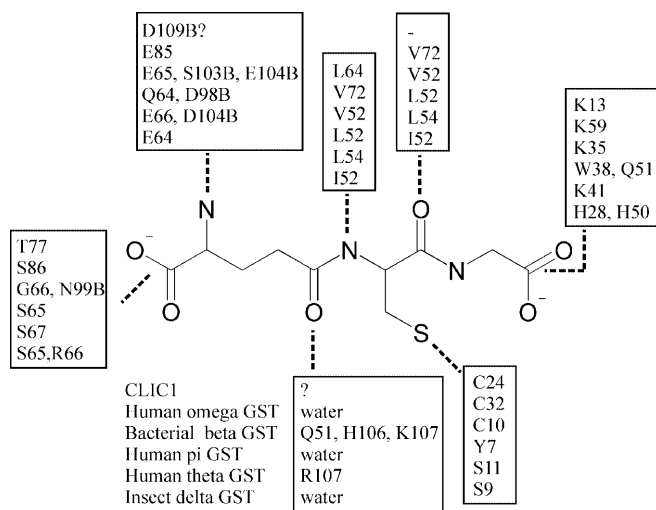 D109B?
E85
E65, S103B, E104B
Q64, D98B
E66, D104B
E64
L64
V72
V52
L52
L54
I52
-
V72
V52
L52
L54
I52
K13
K59
K35
W38, Q51
K41
H28, H50
T77
S86
G66, N99B
S65
S67
S65,R66
N
O-
O
O
N
O
N
S
O
O-
CLIC1 ?
Human omega GST water
Bacterial beta GST Q51, H106, K107
Human pi GST water
Human theta GST R107
Insect delta GST water
C24
C32
C10
Y7
S11
S9